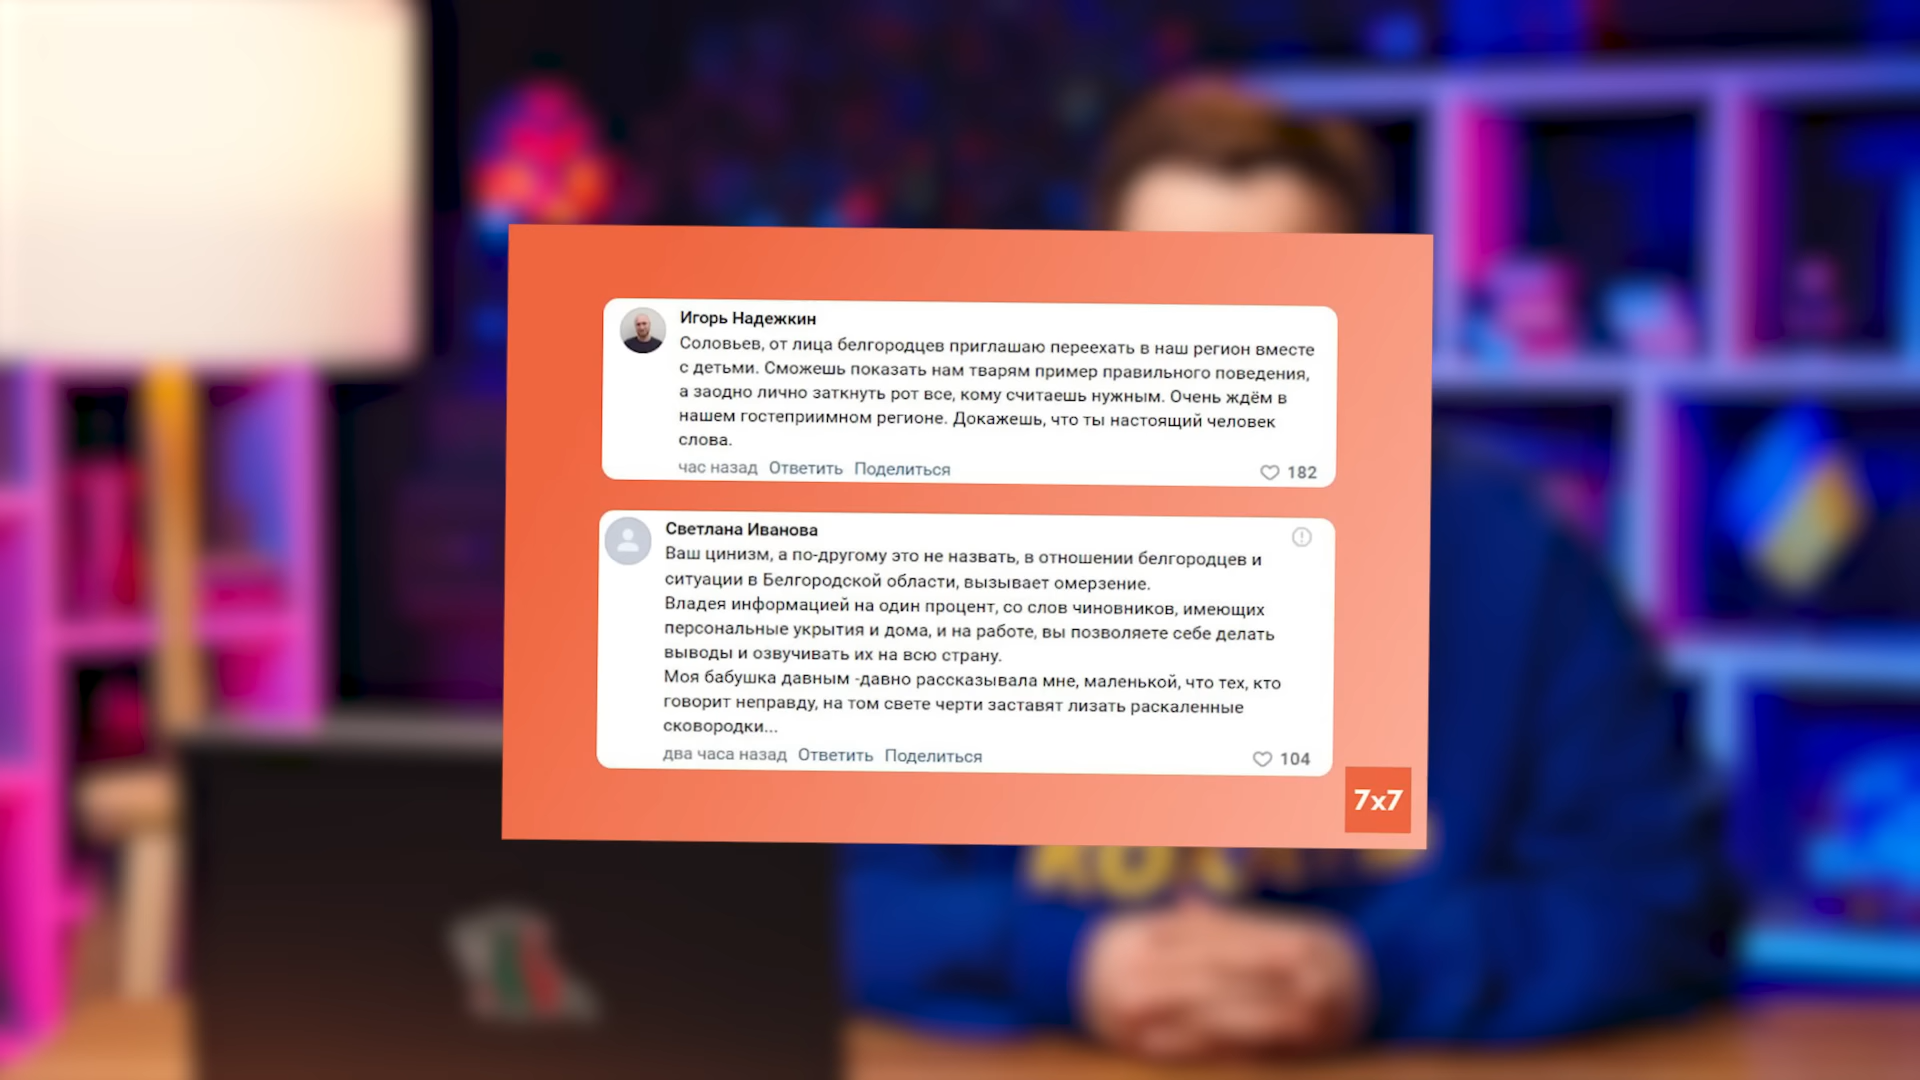 Игорь Надежкин
Соловьев, от лица белгородцев приглашаю переехать в наш регион вместе
с детьми. Сможешь показать нам тварям пример правильного поведения,
а заодно лично заткнуть рот все, кому считаешь нужным. Очень ждём в
нашем гостеприимном регионе. Докажешь, что ты настоящий человек
слова.
час назад Ответить Поделиться
182
Светлана Иванова
Ваш цинизм, а по-другому это не назвать, в отношении белгородцев и
ситуации в Белгородской области, вызывает омерзение.
Владея информацией на один процент, со слов чиновников, имеющих
персональные укрытия и дома, и на работе, вы позволяете себе делать
выводы и озвучивать их на всю страну.
Моя бабушка давным -давно рассказывала мне, маленькой, что тех, кто
говорит неправду, на том свете черти заставят лизать раскаленные
сковородки...
два часа назад Ответить Поделиться
104
7x7